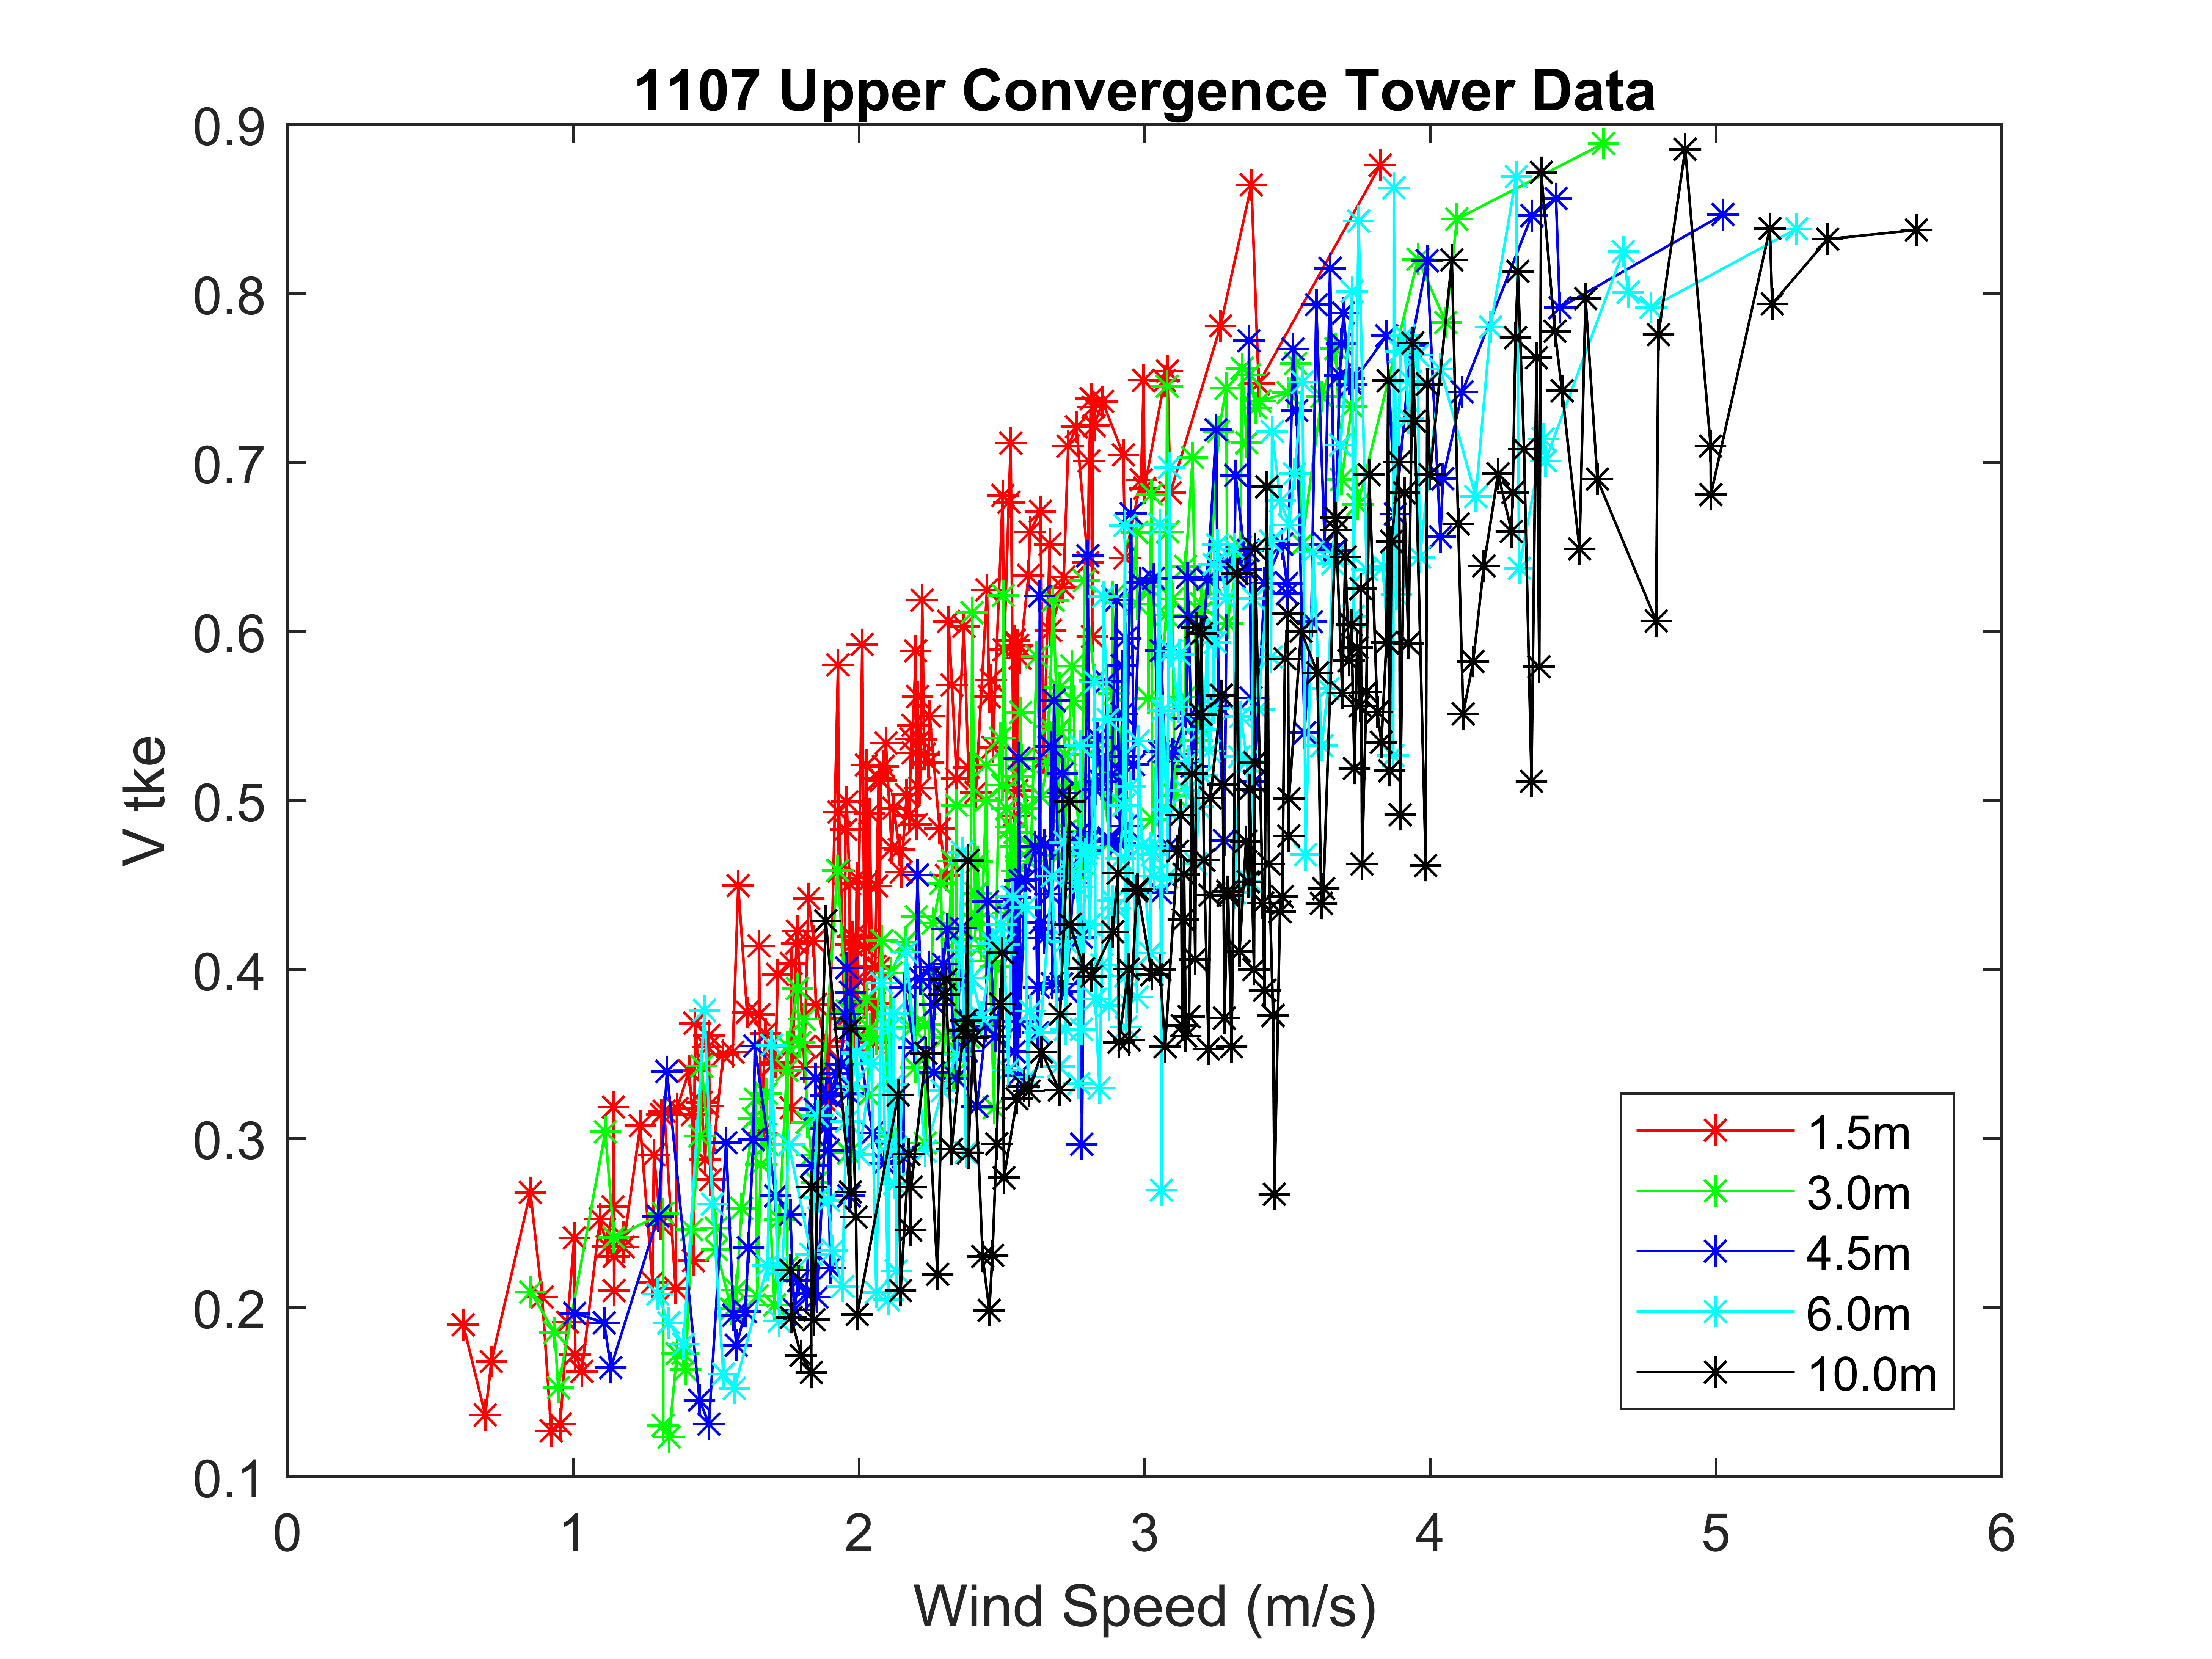 1107 Upper Convergence Tower Data
0.9
0.8
0.7
0.6
0.5
0.4
0.3
0.2
0.1
V tke
1.5m
3.0m
4.5m
6.0m
10.0m
0 1 2 3 4 5 6
Wind Speed (m/s)